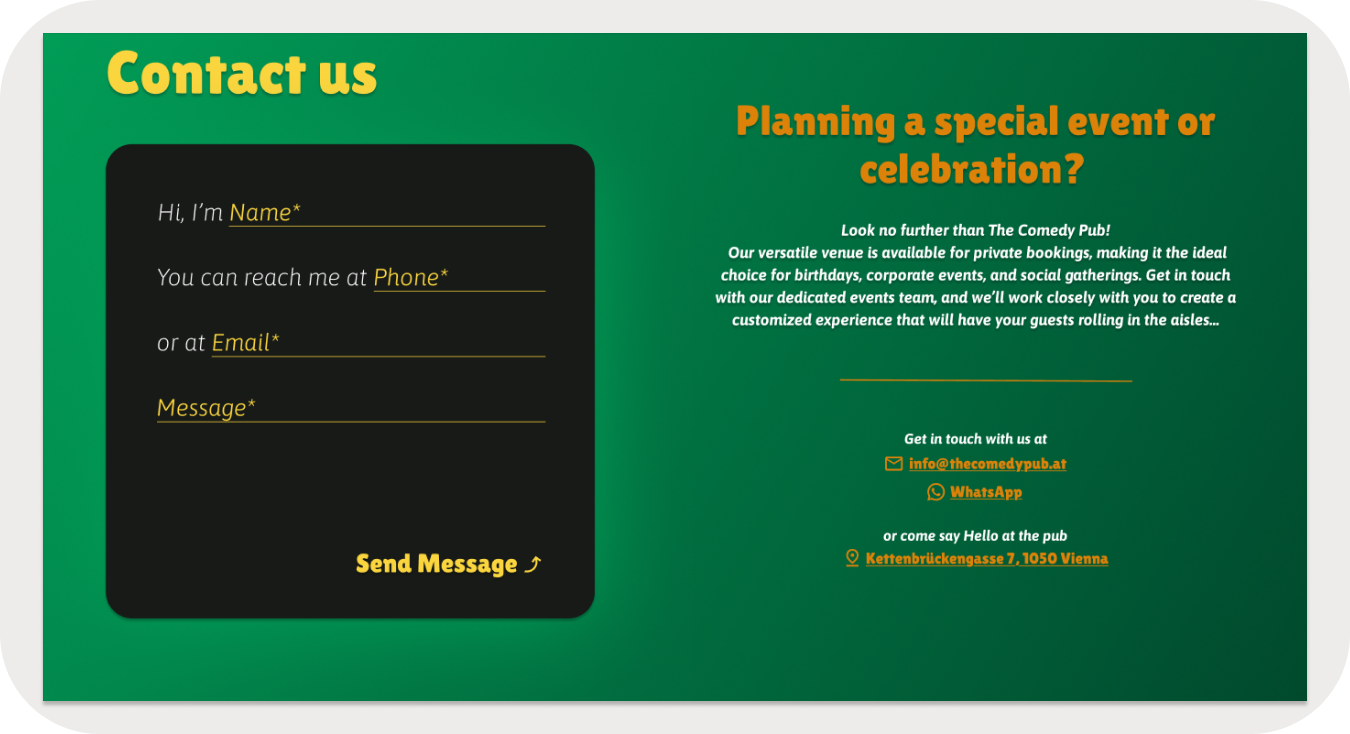 Contact us
Hi, I’m Name*
You can reach me at Phone*
or at Email*
Message*
Send Message
Planning a special event or
celebration?
Look no further than The Comedy Pub!
Our versatile venue is available for private bookings, making it the ideal
choice for birthdays, corporate events, and social gatherings. Get in touch
with our dedicated events team, and we’ll work closely with you to create a
customized experience that will have your guests rolling in the aisles...
Get in touch with us at
info@thecomedypub.at
WhatsApp
or come say Hello at the pub
Kettenbrückengasse 7, 1050 Vienna